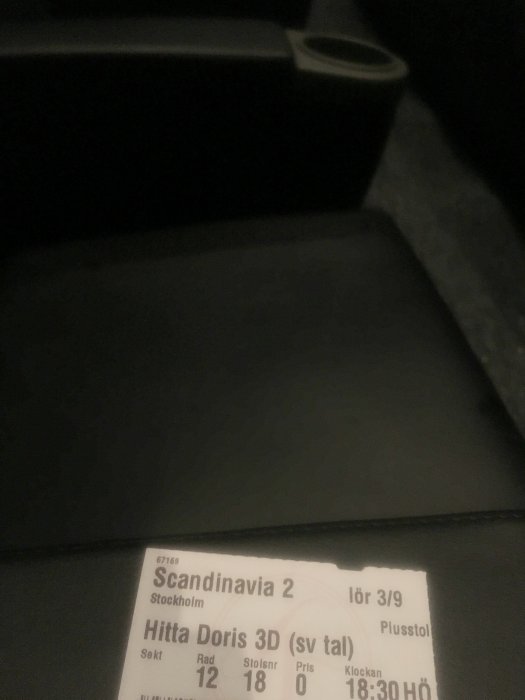 67169
Scandinavia 2 lör 3/9
Stockholm
Plusstol
Hitta Doris 3D (sv tal)
Sekt Rad Stolsnr Pris Klockan
12 18 0 18:30 HÖ